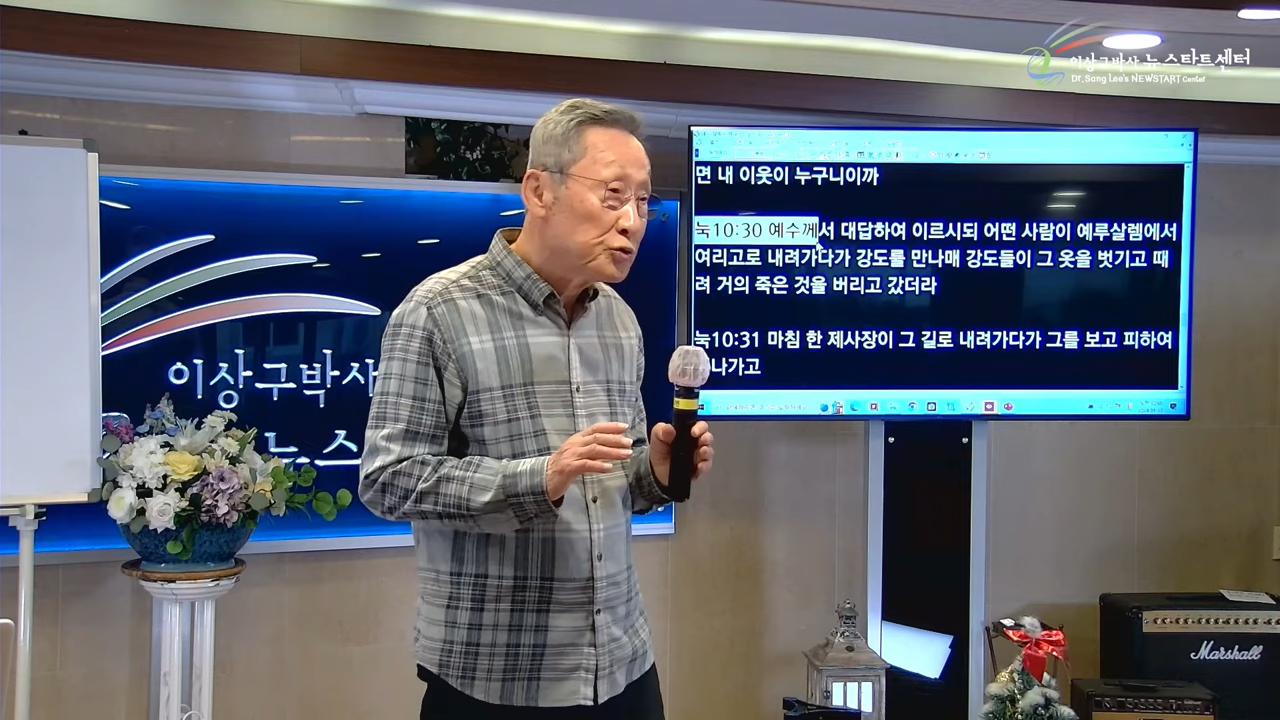 이상구박사 뉴스타트센터
Dr. Sang Lee's NEWSTART Center
면 내 이웃이 누구니이까
눅10:30 예수께서 대답하여 이르시되 어떤 사람이 예루살렘에서
여리고로 내려가다가 강도를 만나매 강도들이 그 옷을 벗기고 때
려 거의 죽은 것을 버리고 갔더라
눅10:31 마침 한 제사장이 그 길로 내려가다가 그를 보고 피하여
나가고
이상구박사
뉴스
Marshall